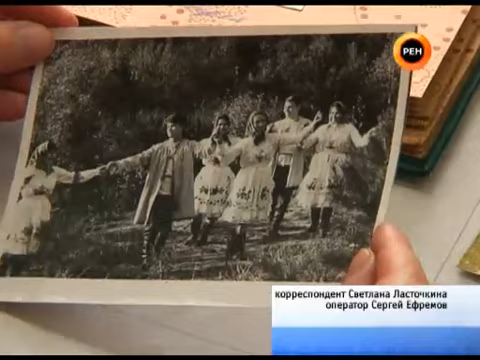 РЕН
корреспондент Светлана Ласточкина
оператор Сергей Ефремов